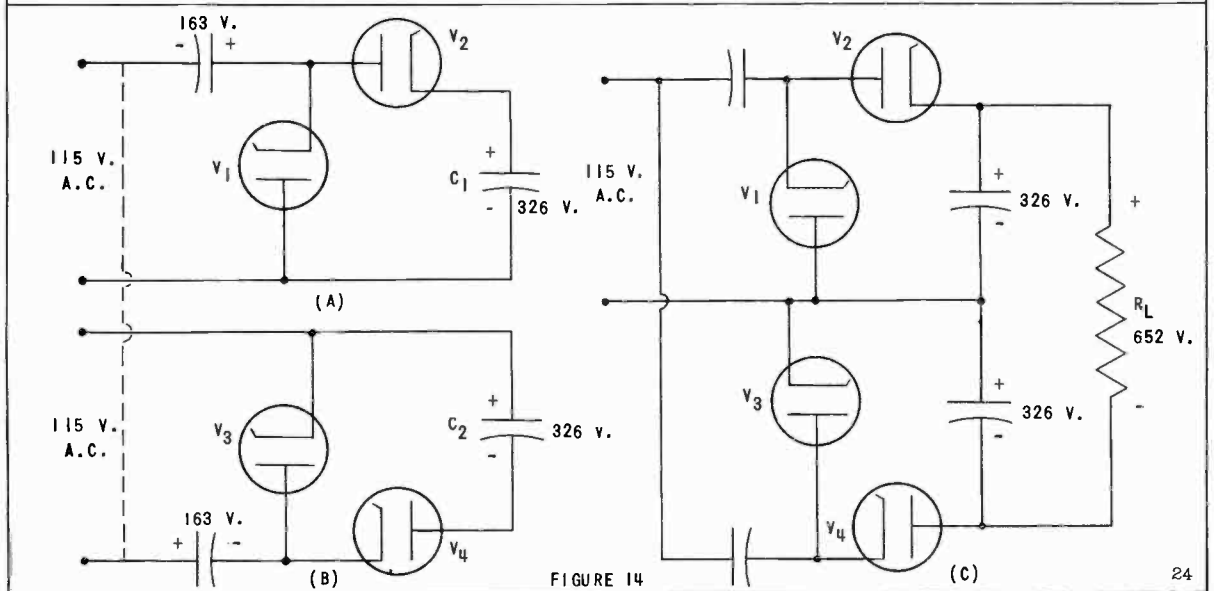 163 V.
- +
V2
115 V.
A.C.
V1
+
C1
-
326 V.
(A)
115 V.
A.C.
V3
+
C2
326 V.
-
163 V.
+ -
V4
(B)
V2
115 V.
A.C.
V1
+
326 V.
-
+
RL
652 V.
-
V3
+
326 V.
-
V4
(C)
FIGURE 14
24